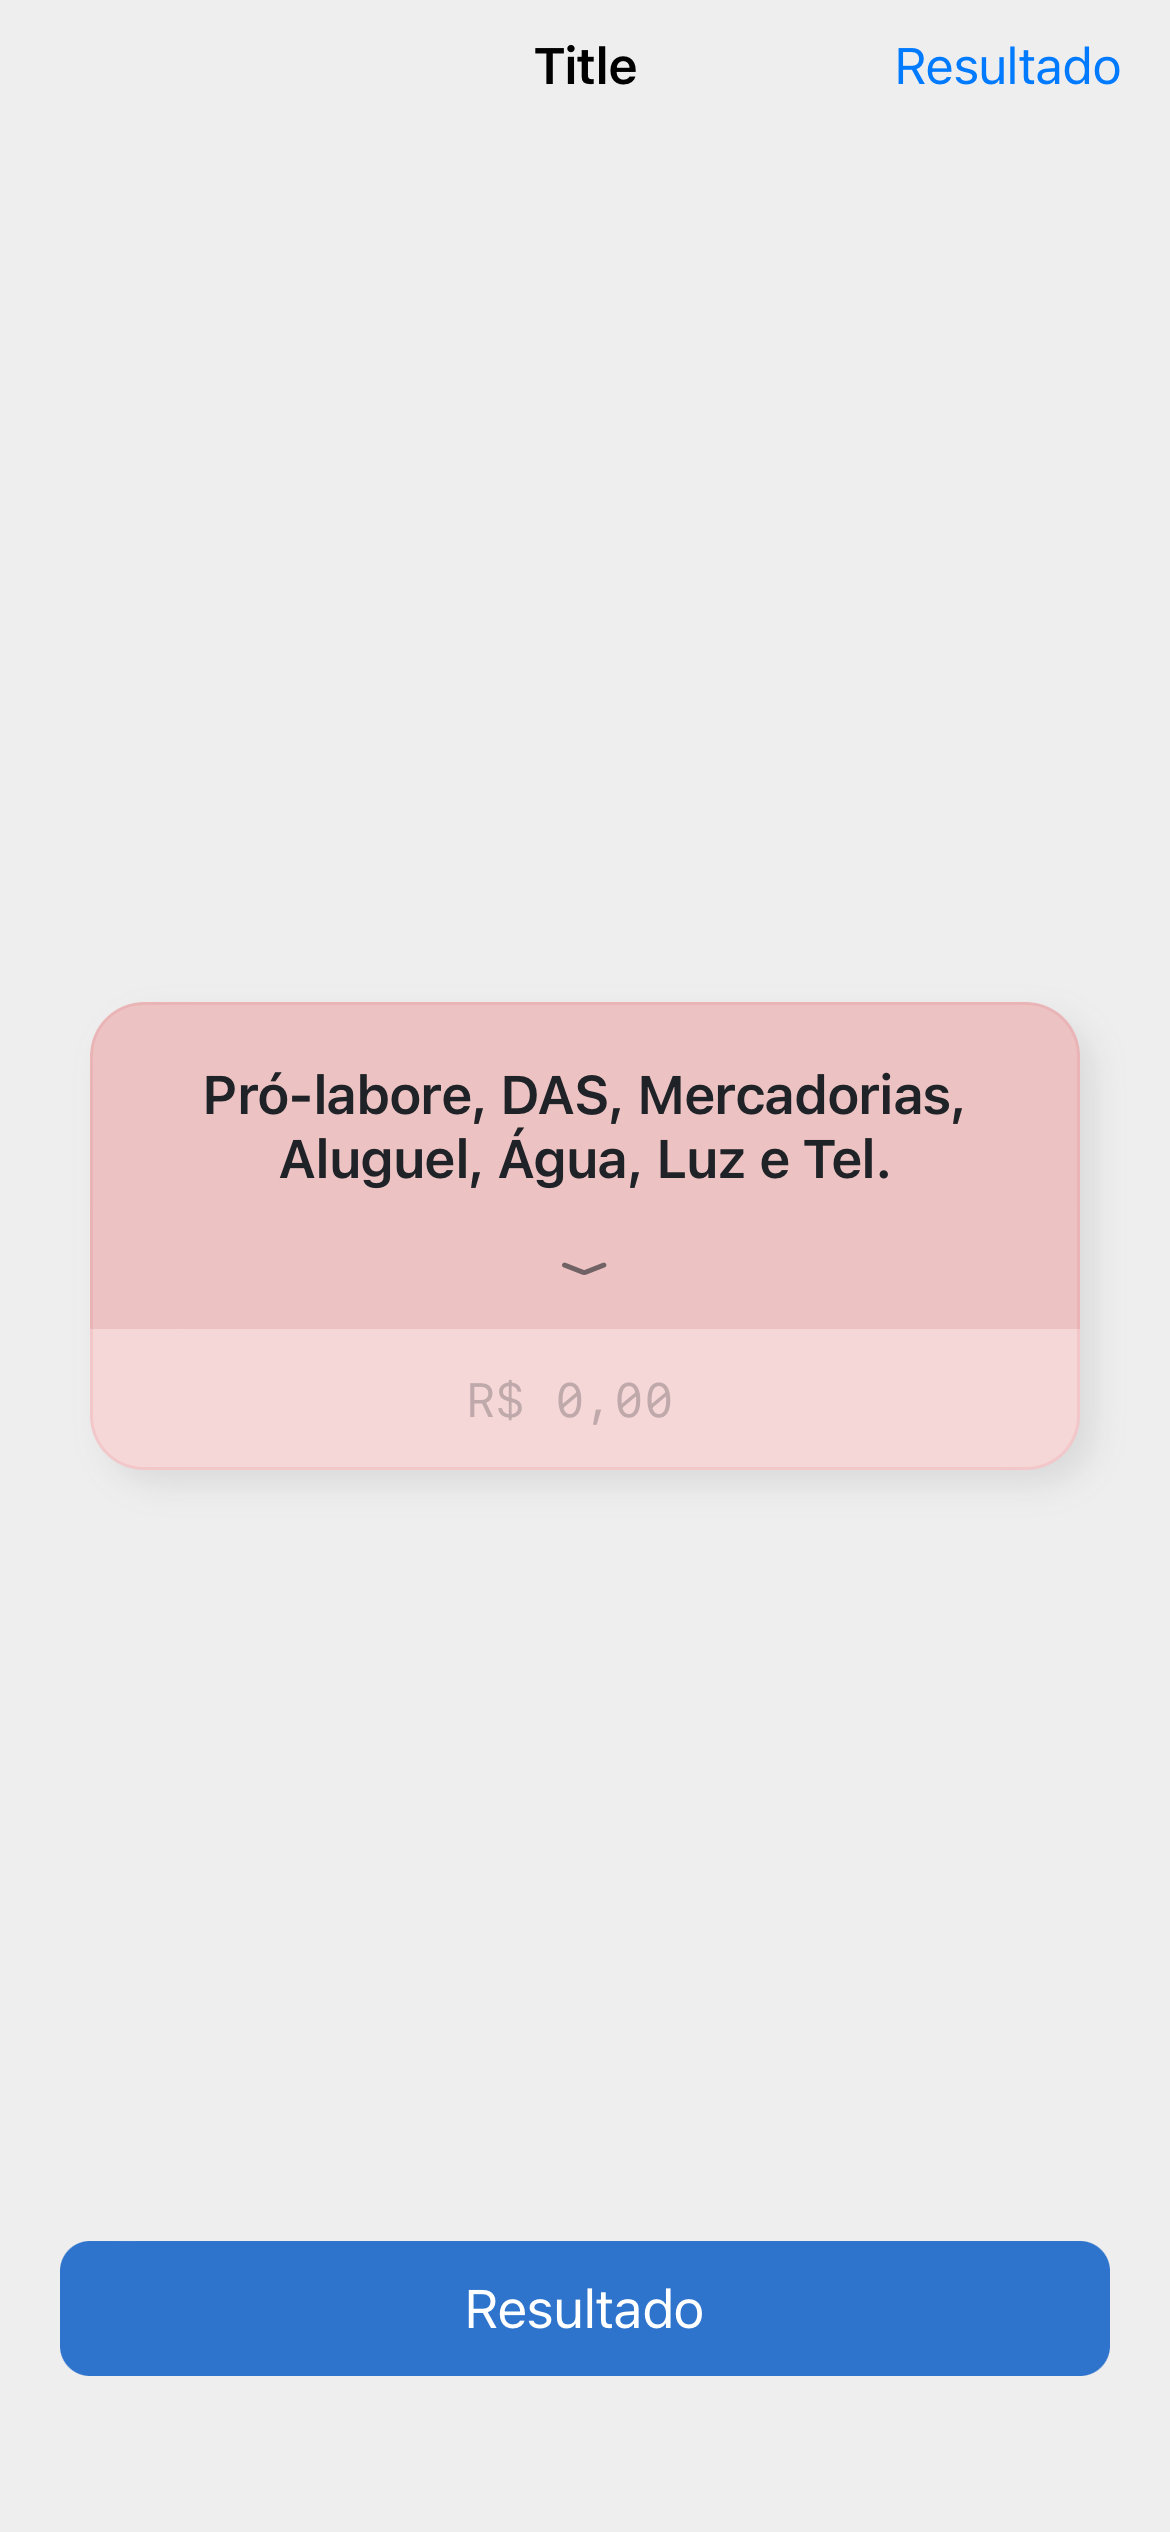 Title
Resultado
Pró-labore, DAS, Mercadorias,
Aluguel, Água, Luz e Tel.
R$ 0,00
Resultado